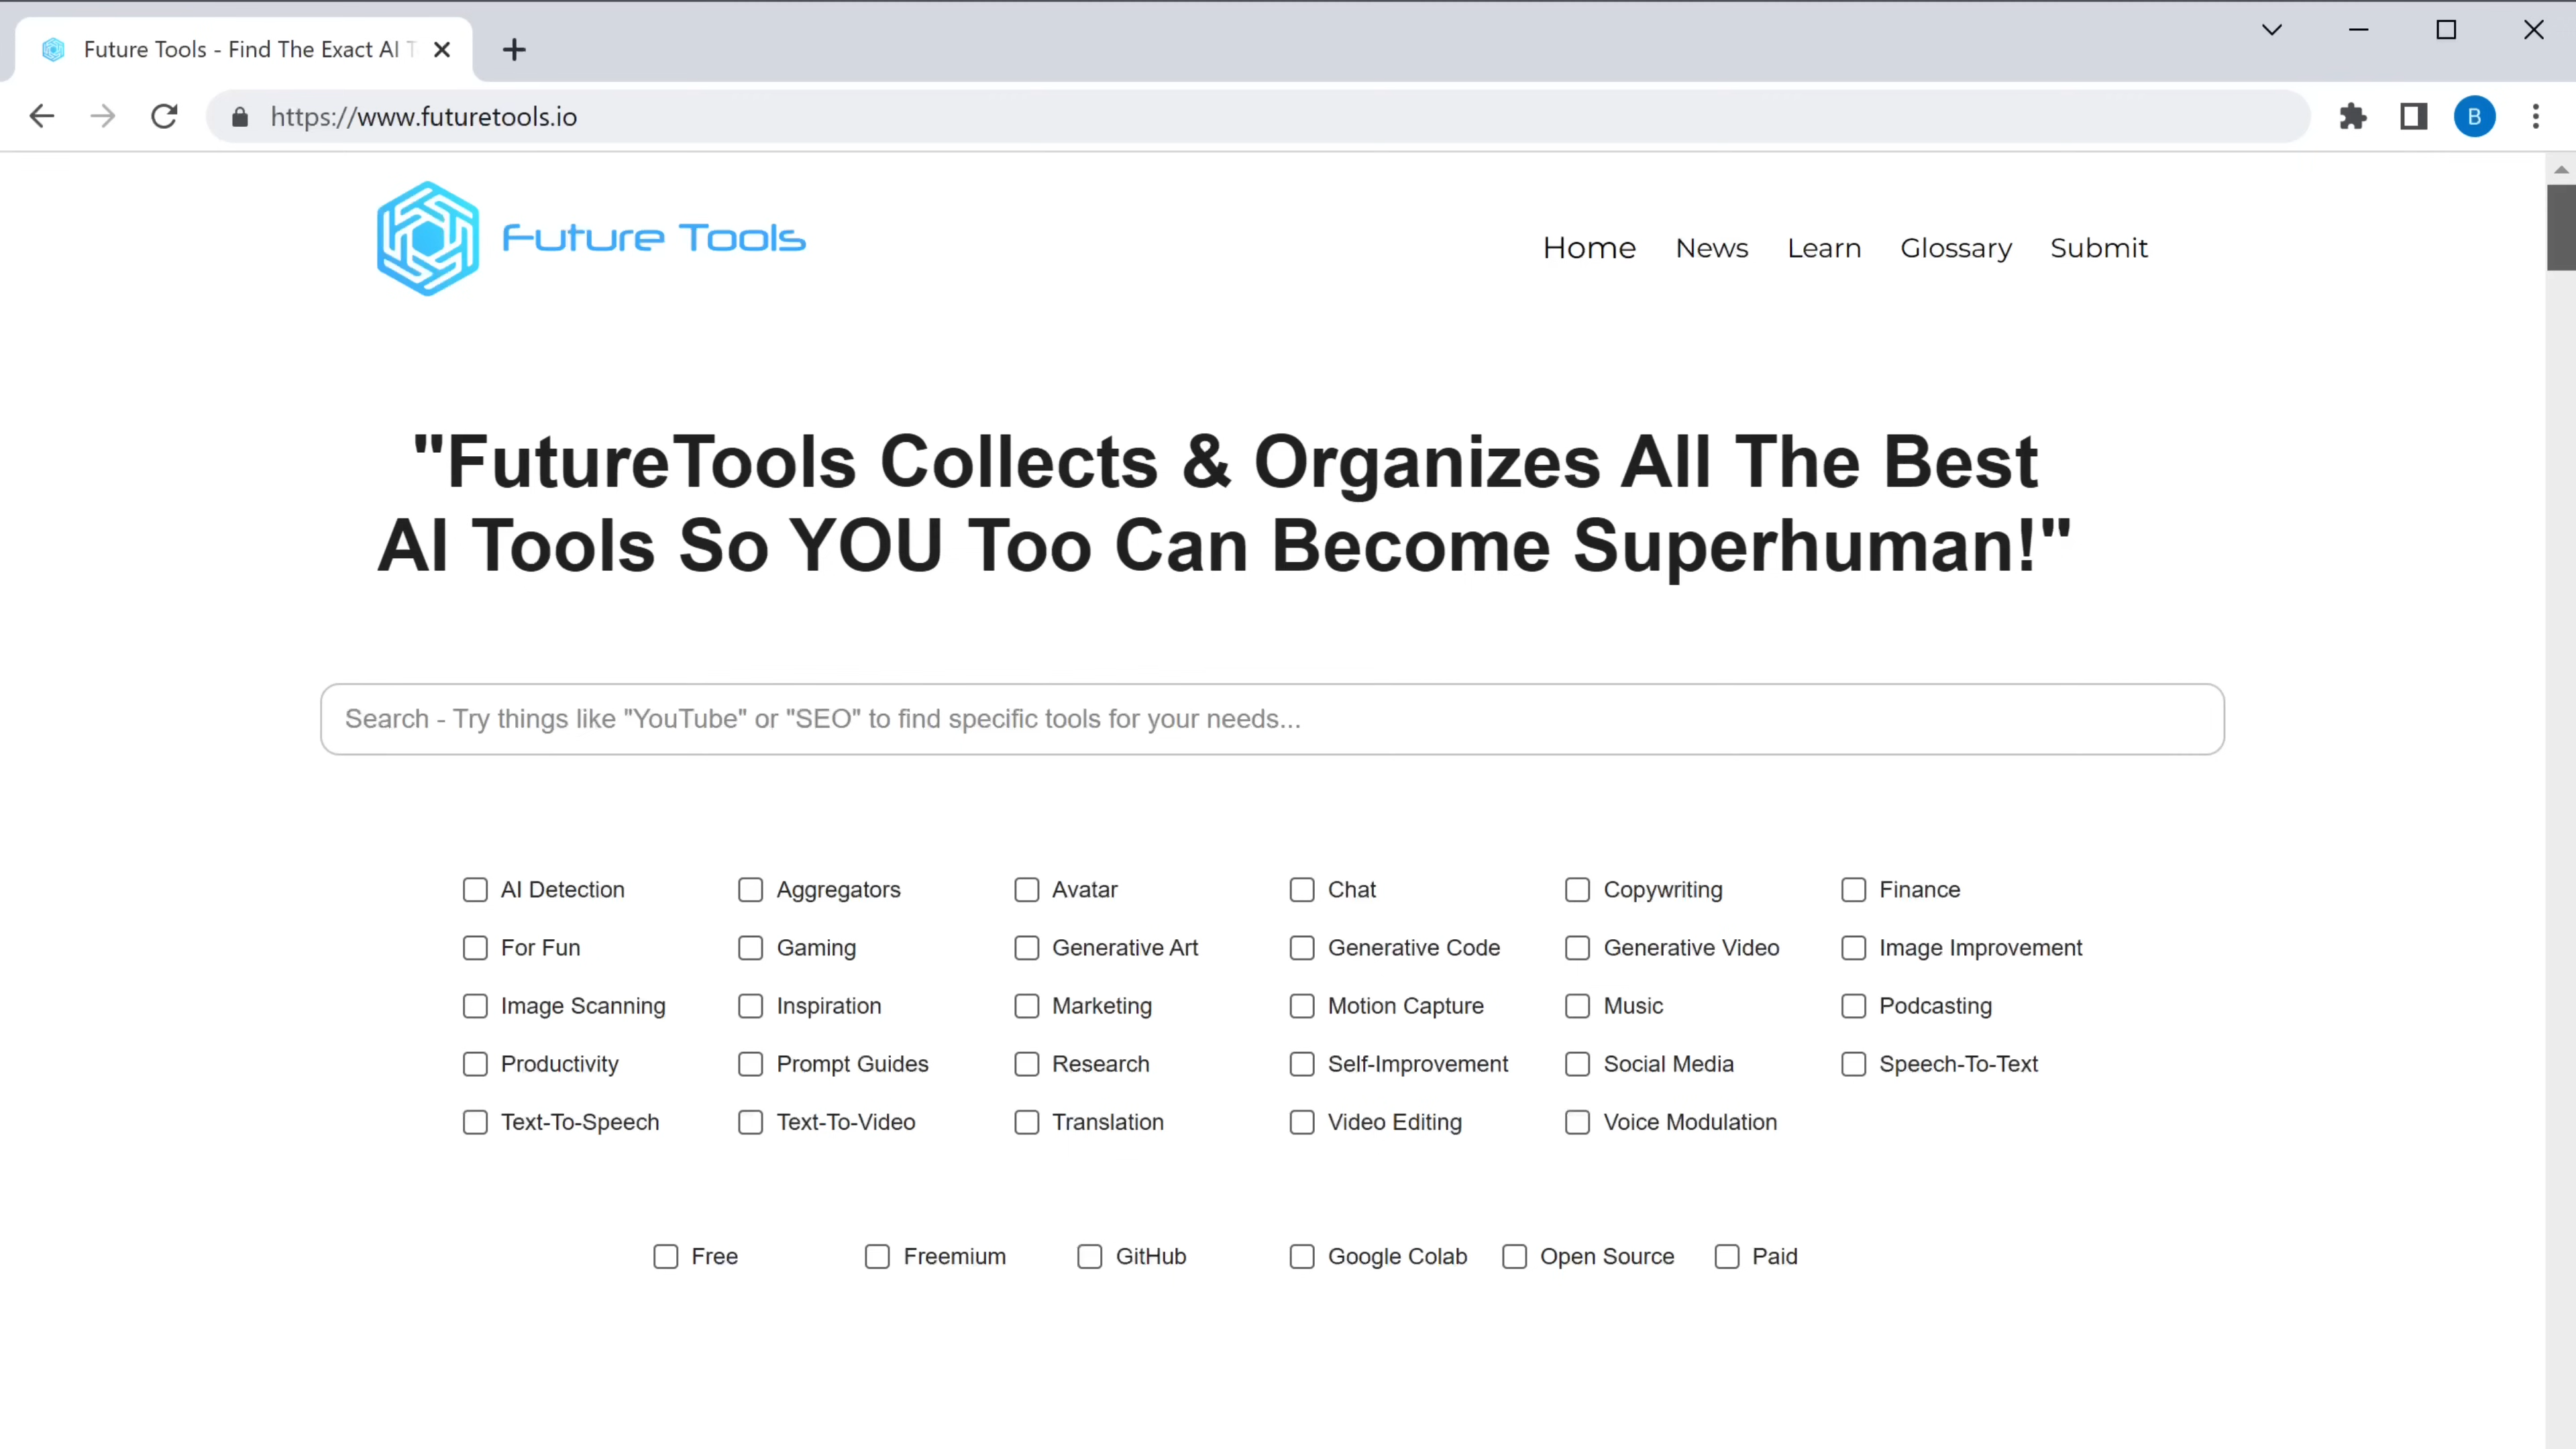 Future Tools - Find The Exact AI T
https://www.futuretools.io
B
Future Tools
Home News Learn Glossary Submit
"FutureTools Collects & Organizes All The Best
AI Tools So YOU Too Can Become Superhuman!"
Search - Try things like "YouTube" or "SEO" to find specific tools for your needs...
AI Detection Aggregators Avatar Chat Copywriting Finance
For Fun Gaming Generative Art Generative Code Generative Video Image Improvement
Image Scanning Inspiration Marketing Motion Capture Music Podcasting
Productivity Prompt Guides Research Self-Improvement Social Media Speech-To-Text
Text-To-Speech Text-To-Video Translation Video Editing Voice Modulation
Free Freemium GitHub Google Colab Open Source Paid